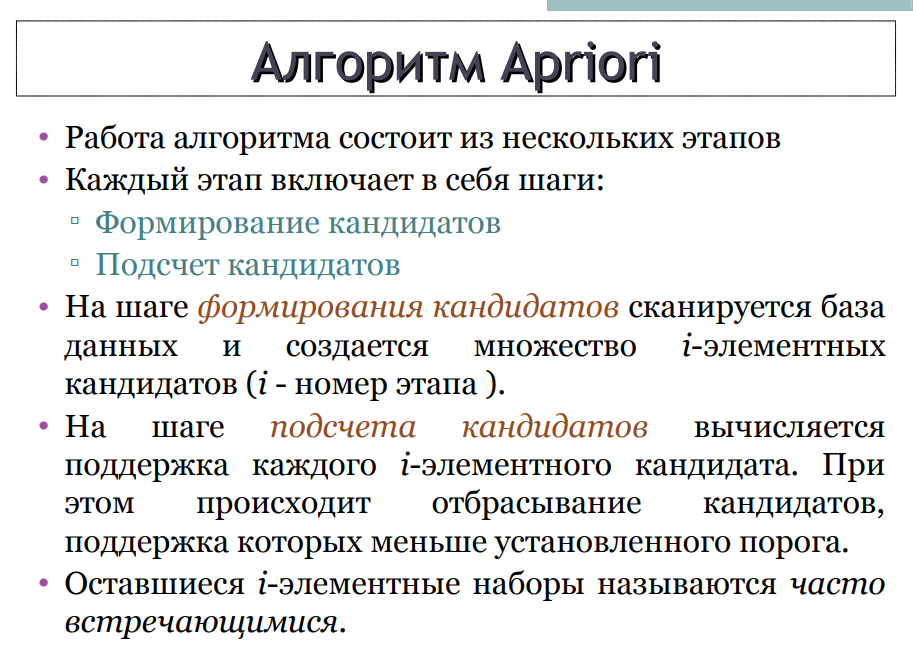 Алгоритм Apriori
• Работа алгоритма состоит из нескольких этапов
• Каждый этап включает в себя шаги:
▫ Формирование кандидатов
▫ Подсчет кандидатов
• На шаге формирования кандидатов сканируется база
данных и создается множество i-элементных
кандидатов (i - номер этапа ).
• На шаге подсчета кандидатов вычисляется
поддержка каждого i-элементного кандидата. При
этом происходит отбрасывание кандидатов,
поддержка которых меньше установленного порога.
• Оставшиеся i-элементные наборы называются часто
встречающимися.